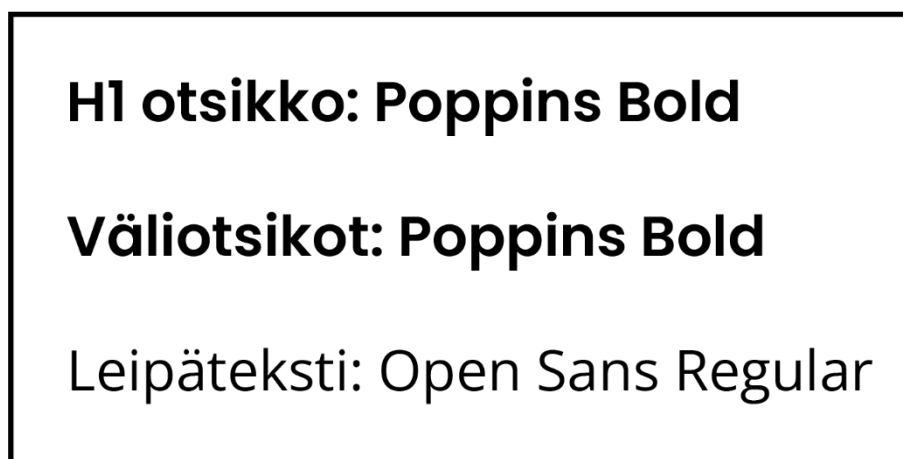 H1 otsikko: Poppins Bold
Väliotsikot: Poppins Bold
Leipäteksti: Open Sans Regular